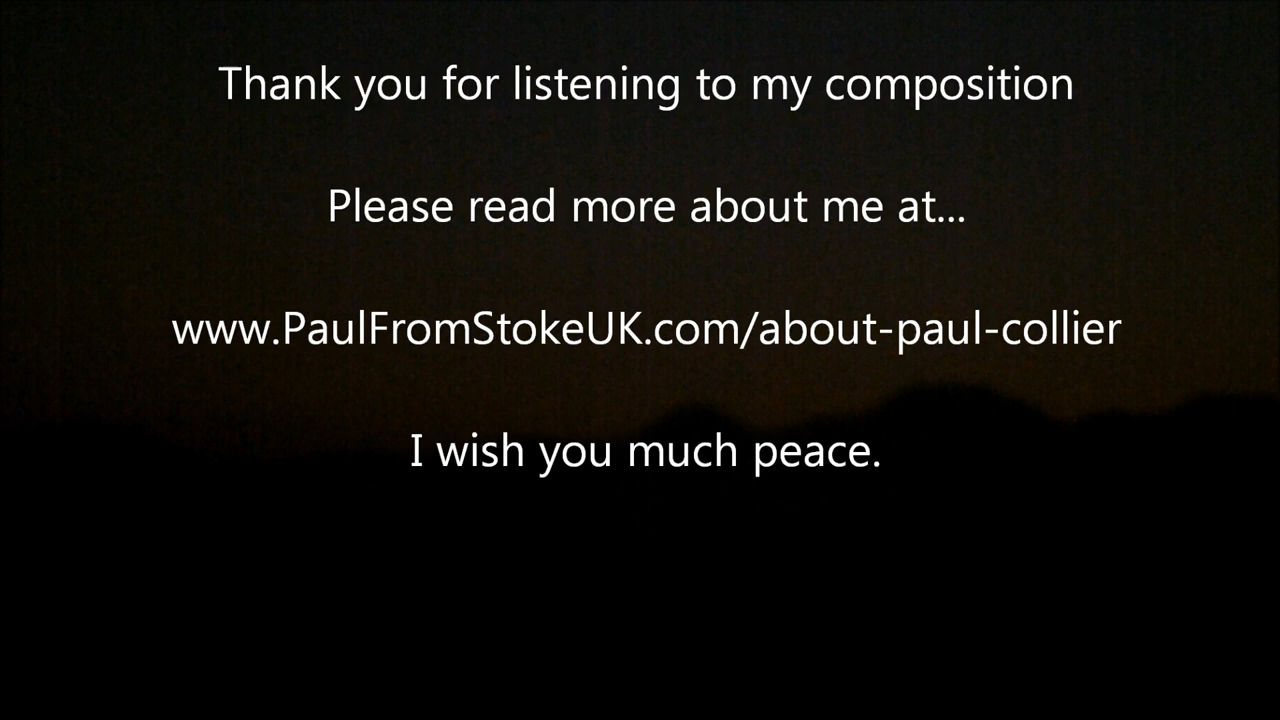 Thank you for listening to my composition
Please read more about me at...
www.PaulFromStokeUK.com/about-paul-collier
I wish you much peace.